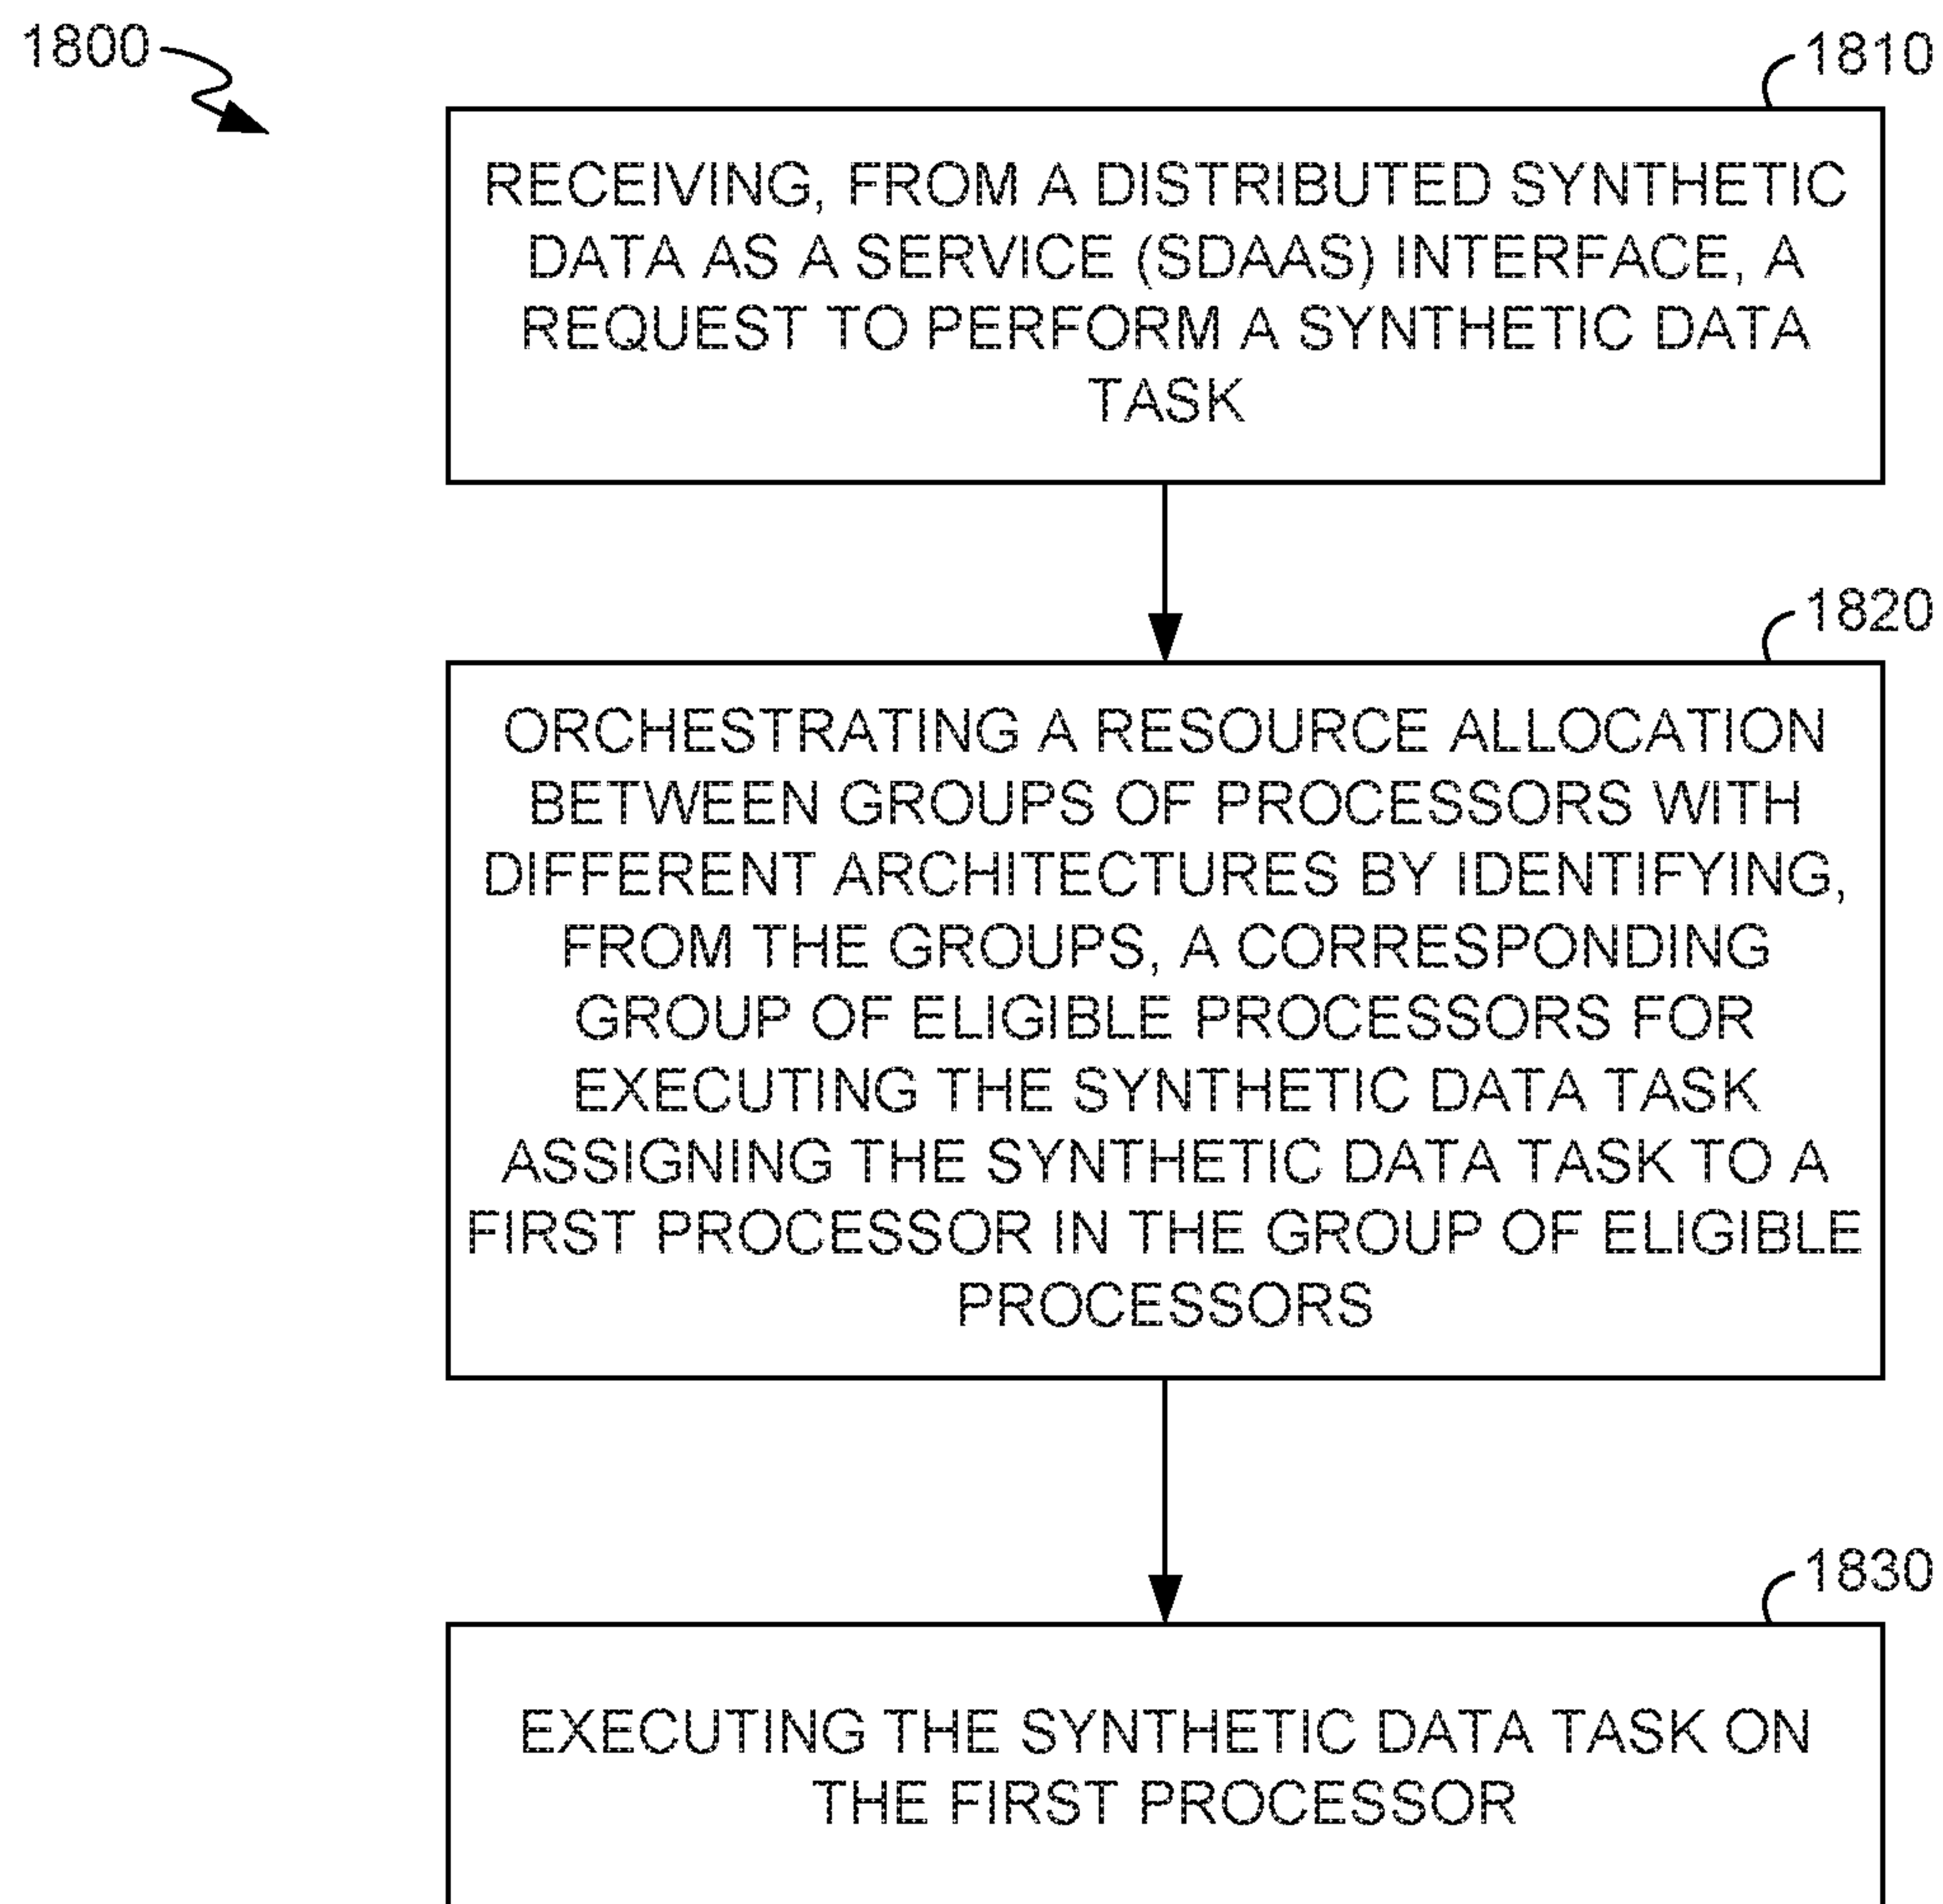 1800
1810
RECEIVING, FROM A DISTRIBUTED SYNTHETIC
DATA AS A SERVICE (SDAAS) INTERFACE, A
REQUEST TO PERFORM A SYNTHETIC DATA
TASK
1820
ORCHESTRATING A RESOURCE ALLOCATION
BETWEEN GROUPS OF PROCESSORS WITH
DIFFERENT ARCHITECTURES BY IDENTIFYING,
FROM THE GROUPS, A CORRESPONDING
GROUP OF ELIGIBLE PROCESSORS FOR
EXECUTING THE SYNTHETIC DATA TASK
ASSIGNING THE SYNTHETIC DATA TASK TO A
FIRST PROCESSOR IN THE GROUP OF ELIGIBLE
PROCESSORS
1830
EXECUTING THE SYNTHETIC DATA TASK ON
THE FIRST PROCESSOR